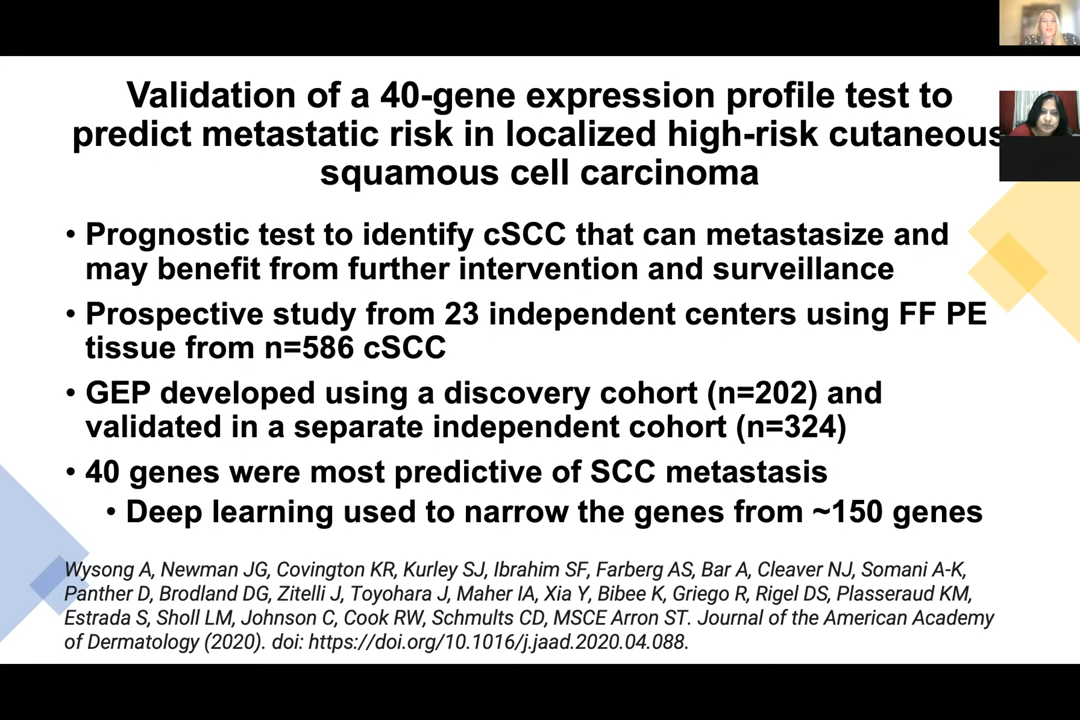 Validation of a 40-gene expression profile test to
predict metastatic risk in localized high-risk cutaneous
squamous cell carcinoma
• Prognostic test to identify cSCC that can metastasize and
may benefit from further intervention and surveillance
• Prospective study from 23 independent centers using FF PE
tissue from n=586 cSCC
• GEP developed using a discovery cohort (n=202) and
validated in a separate independent cohort (n=324)
• 40 genes were most predictive of SCC metastasis
• Deep learning used to narrow the genes from ~150 genes
Wysong A, Newman JG, Covington KR, Kurley SJ, Ibrahim SF, Farberg AS, Bar A, Cleaver NJ, Somani A-K,
Panther D, Brodland DG, Zitelli J, Toyohara J, Maher IA, Xia Y, Bibee K, Griego R, Rigel DS, Plasseraud KM,
Estrada S, Sholl LM, Johnson C, Cook RW, Schmults CD, MSCE Arron ST. Journal of the American Academy
of Dermatology (2020). doi: https://doi.org/10.1016/j.jaad.2020.04.088.